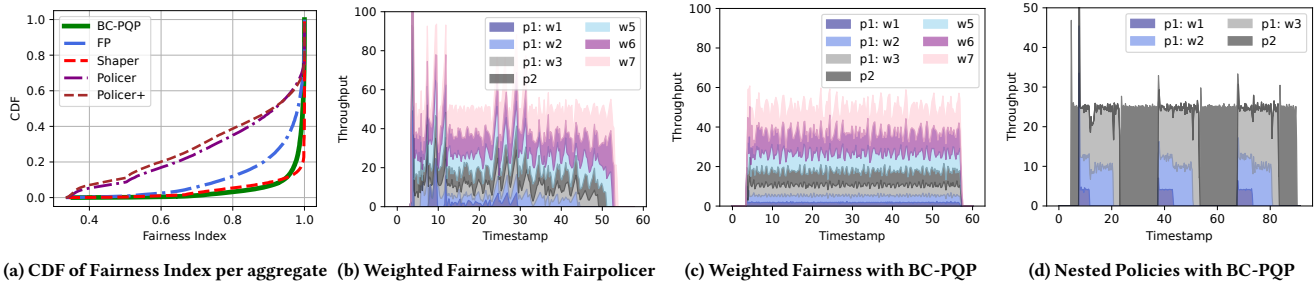 1.0
0.8
0.6
0.4
0.2
0.0
CDF
BC-PQP
FP
Shaper
Policer
Policer+
0.4 0.6 0.8 1.0
Fairness Index
(a) CDF of Fairness Index per aggregate
100
80
60
40
20
0
Throughput
p1: w1
p1: w2
p1: w3
p2
w5
w6
w7
0 10 20 30 40 50 60
Timestamp
(b) Weighted Fairness with Fairpolicer
100
80
60
40
20
0
Throughput
p1: w1
p1: w2
p1: w3
p2
w5
w6
w7
0 10 20 30 40 50 60
Timestamp
(c) Weighted Fairness with BC-PQP
50
40
30
20
10
0
Throughput
p1: w1
p1: w2
p1: w3
p2
0 20 40 60 80
Timestamp
(d) Nested Policies with BC-PQP